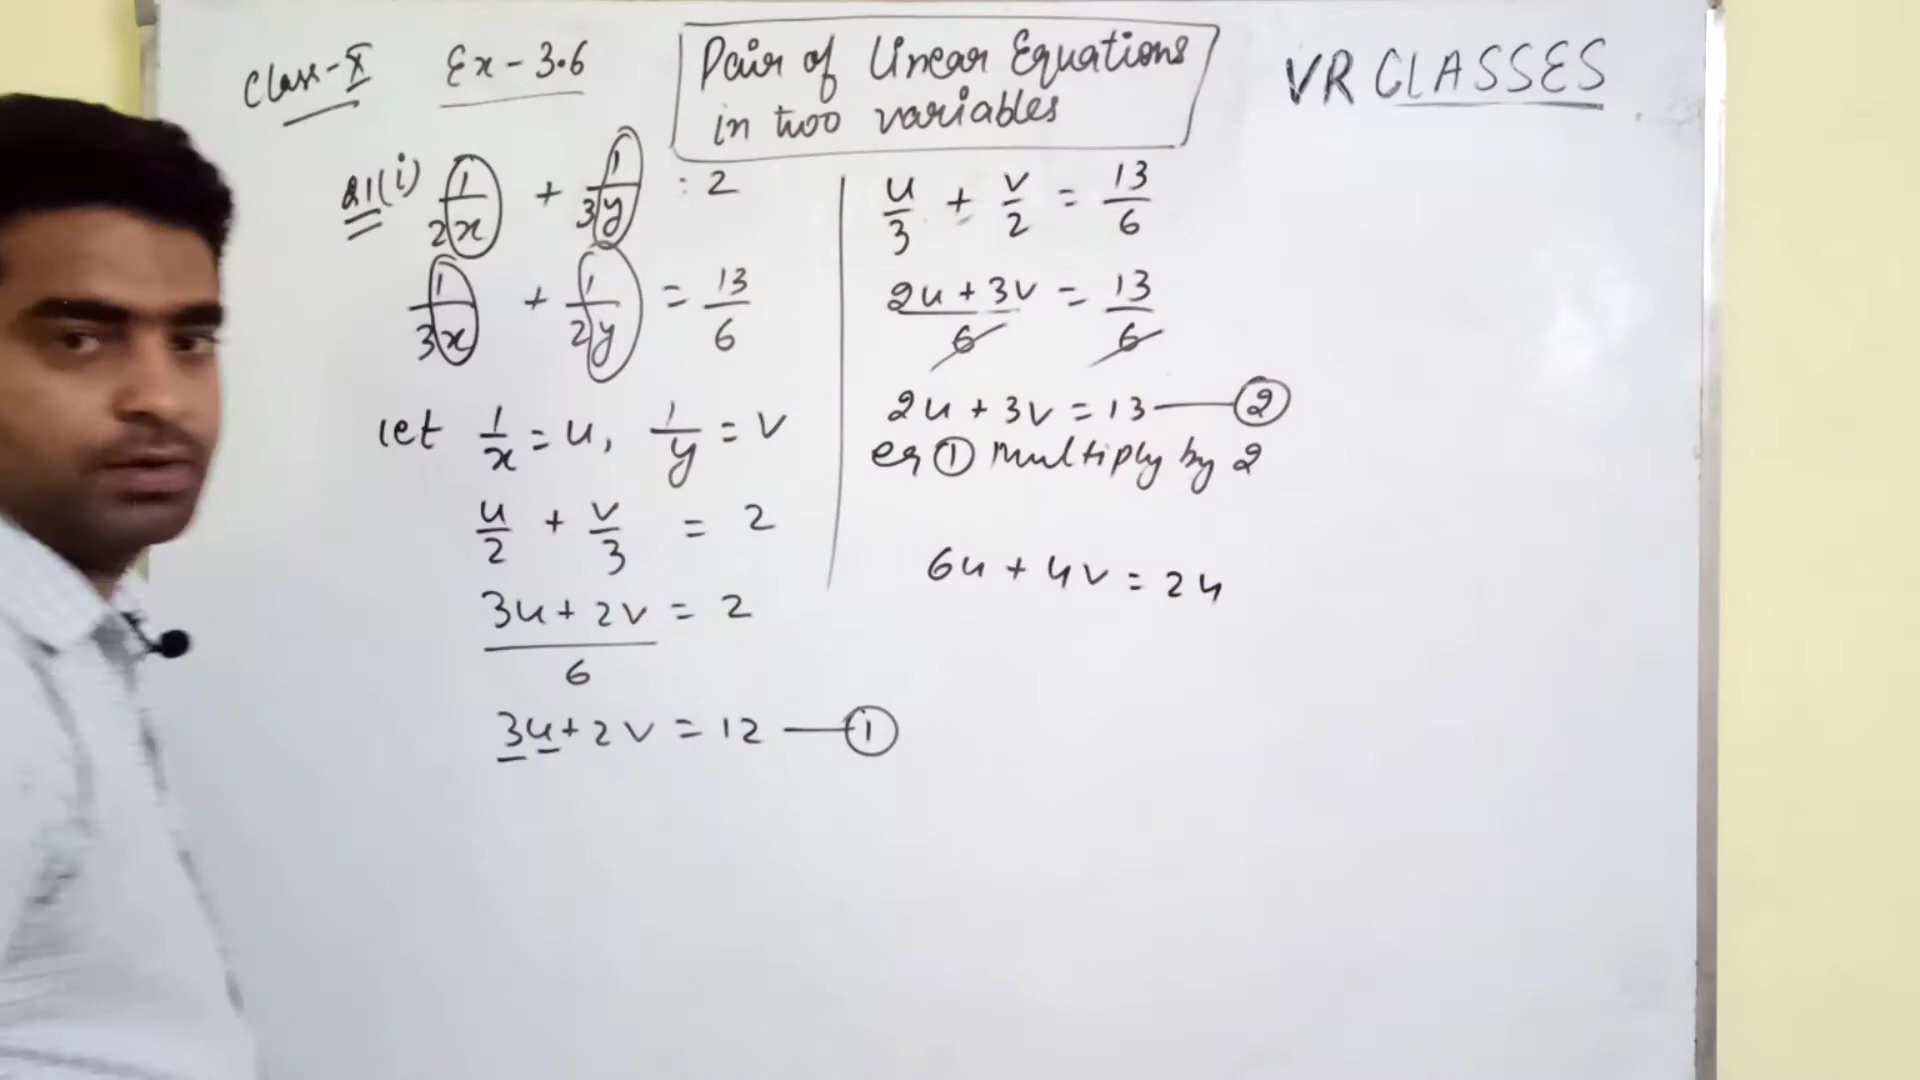 Class-X Ex-3.6 Pair of Linear Equations in two variables VR CLASSES
Q1(i) 1/2x + 1/3y : 2
1/3x + 1/2y = 13/6
let 1/x = u, 1/y = v
u/2 + v/3 = 2
3u + 2v/6 = 2
3u + 2v = 12 — ①
u/3 + v/2 = 13/6
2u + 3v/6 = 13/6
2u + 3v = 13 — ②
eq ① multiply by 2
6u + 4v = 24